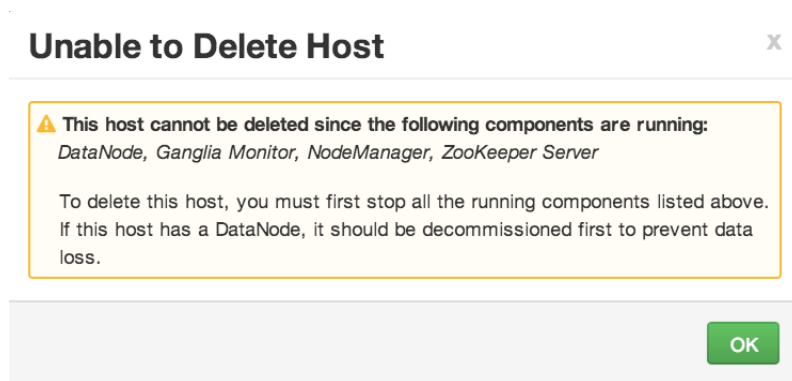 Unable to Delete Host
x
This host cannot be deleted since the following components are running:
DataNode, Ganglia Monitor, NodeManager, ZooKeeper Server
To delete this host, you must first stop all the running components listed above.
If this host has a DataNode, it should be decommissioned first to prevent data
loss.
OK